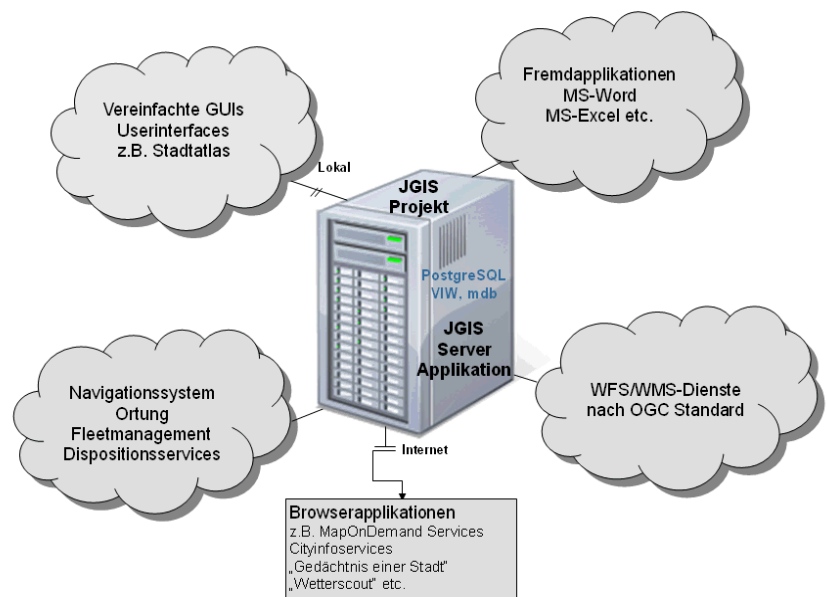 Vereinfachte GUIs
Userinterfaces
z.B. Stadtatlas
Fremdapplikationen
MS-Word
MS-Excel etc.
Lokal
JGIS
Projekt
PostgreSQL
VIW, mdb
JGIS
Server
Applikation
Navigationssystem
Ortung
Fleetmanagement
Dispositionsservices
WFS/WMS-Dienste
nach OGC Standard
Internet
Browserapplikationen
z.B. MapOnDemand Services
Cityinfoservices
„Gedächtnis einer Stadt"
„Wetterscout" etc.